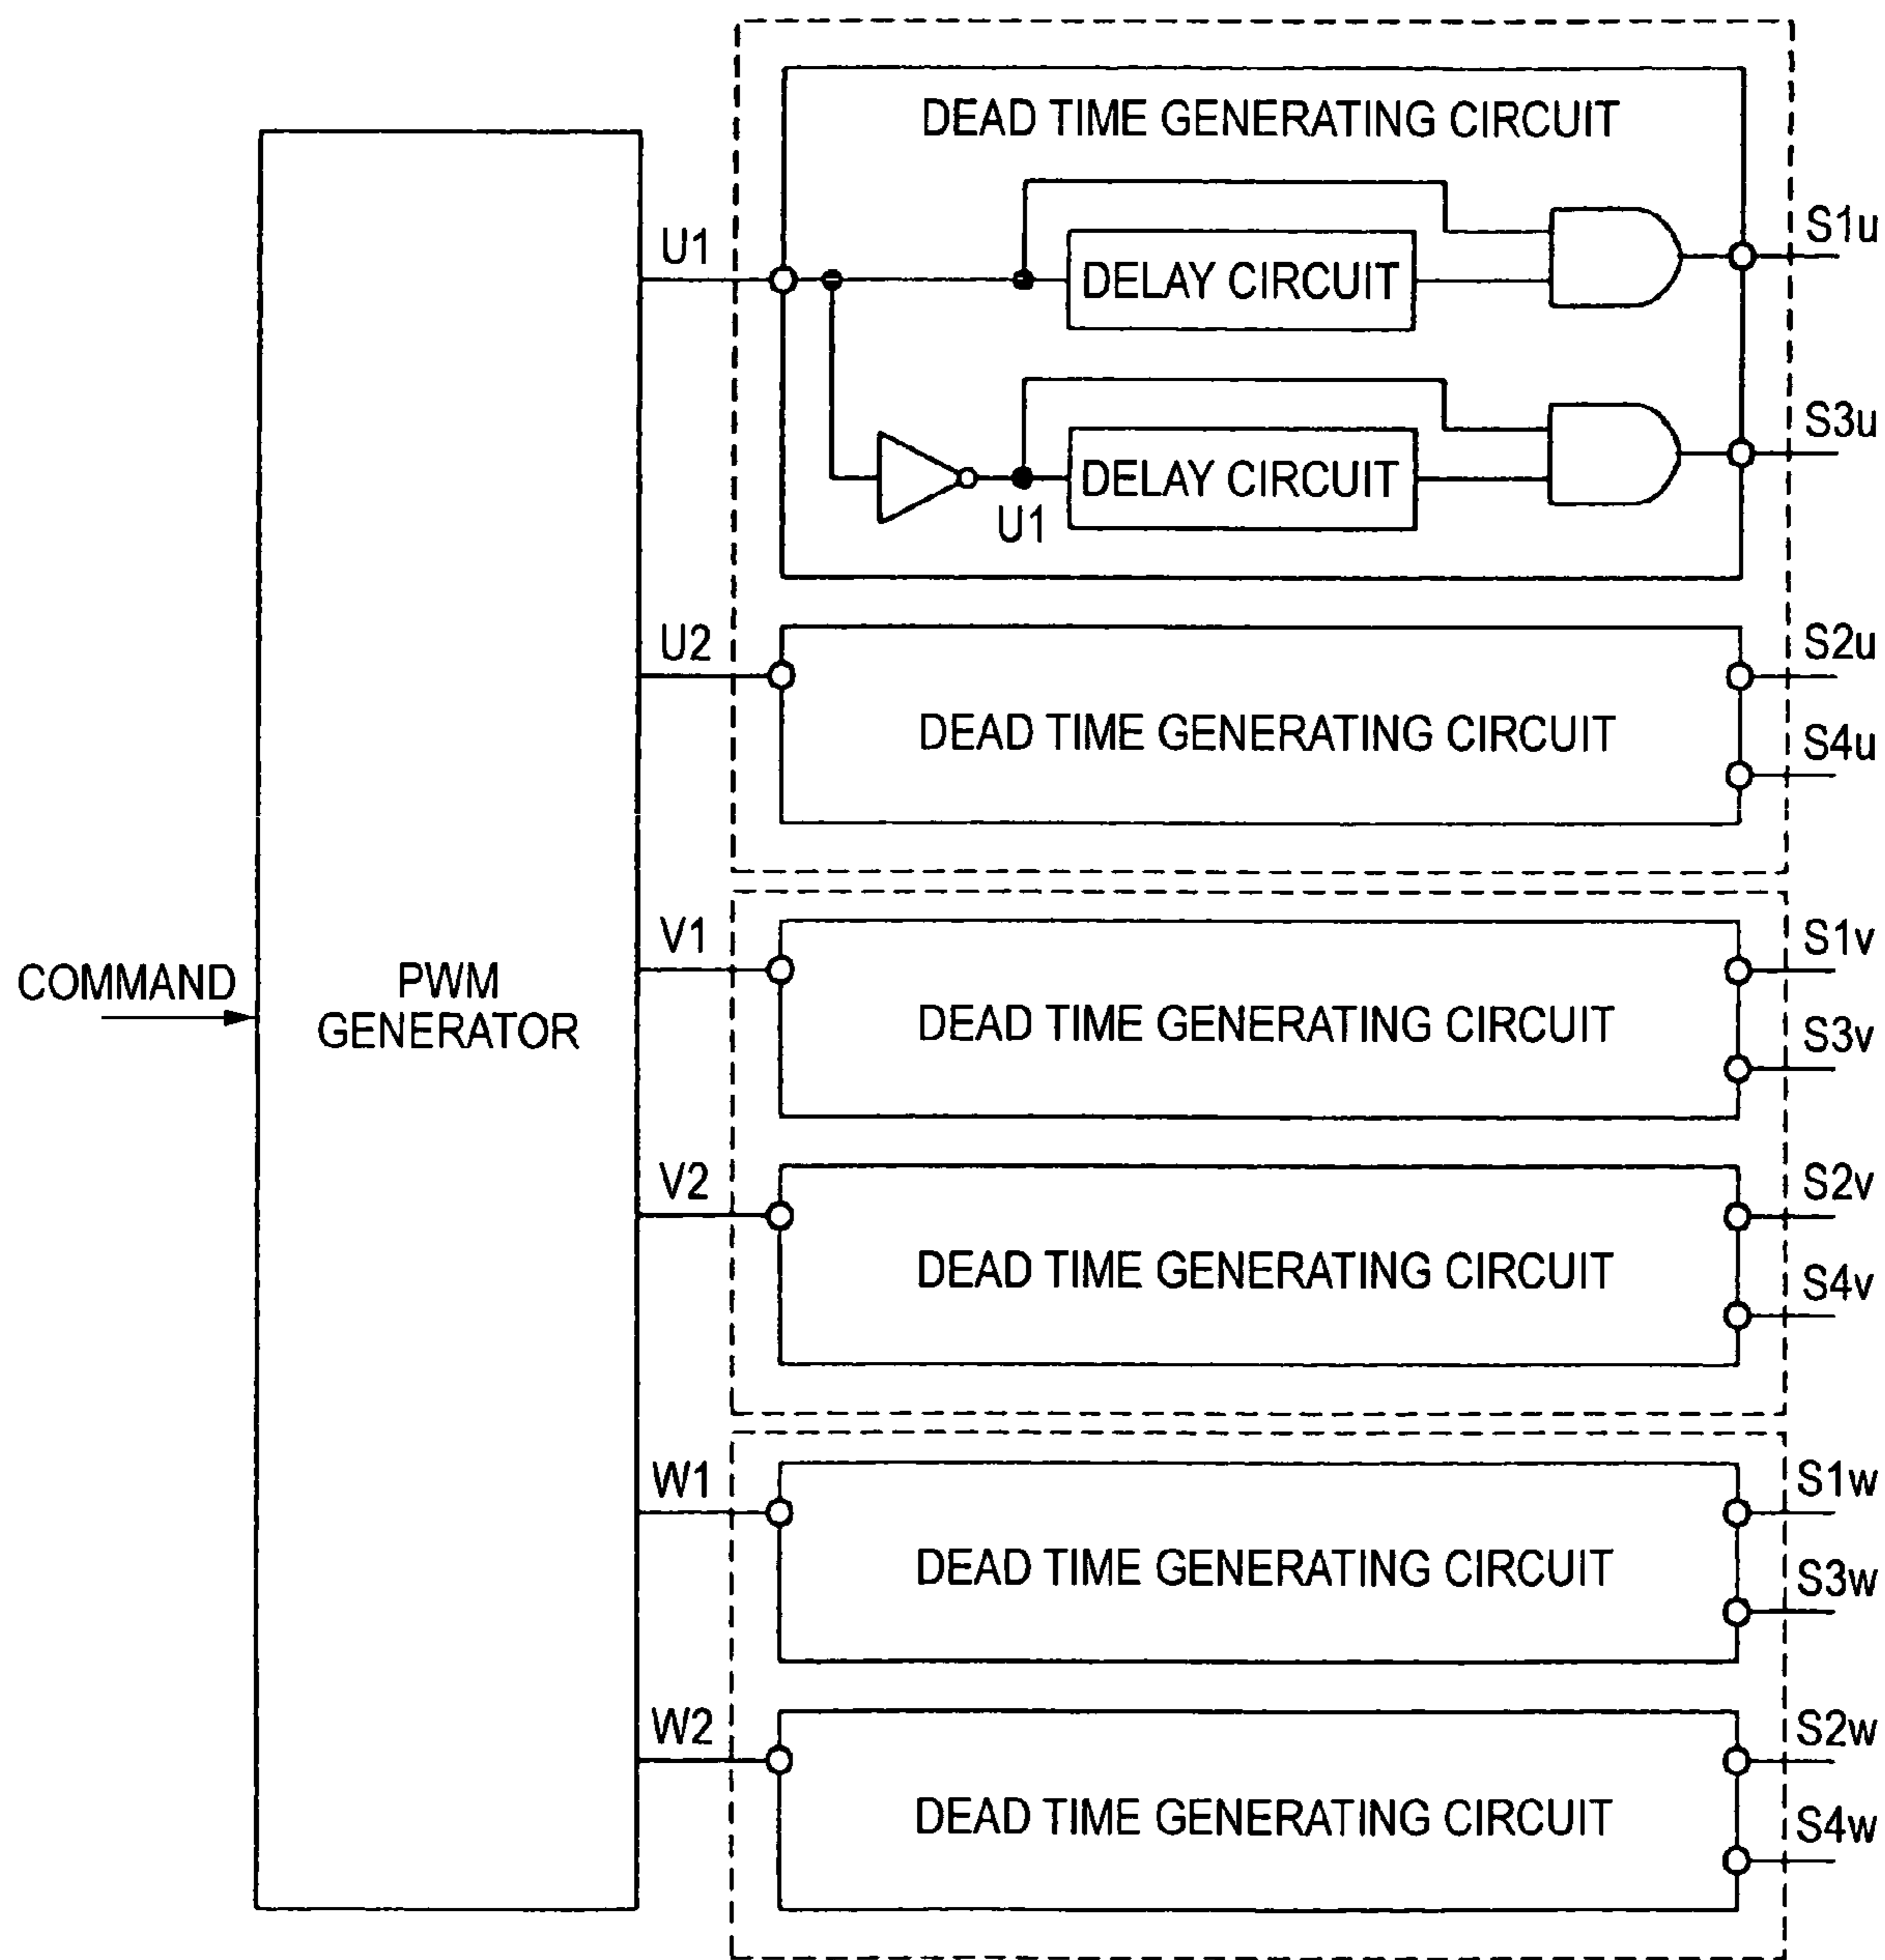 DEAD TIME GENERATING CIRCUIT
U1
DELAY CIRCUIT
S1u
DELAY CIRCUIT
S3u
U1
U2
DEAD TIME GENERATING CIRCUIT
S2u
S4u
V1
DEAD TIME GENERATING CIRCUIT
S1v
S3v
COMMAND
PWM
GENERATOR
V2
DEAD TIME GENERATING CIRCUIT
S2v
S4v
W1
DEAD TIME GENERATING CIRCUIT
S1w
S3w
W2
DEAD TIME GENERATING CIRCUIT
S2w
S4w